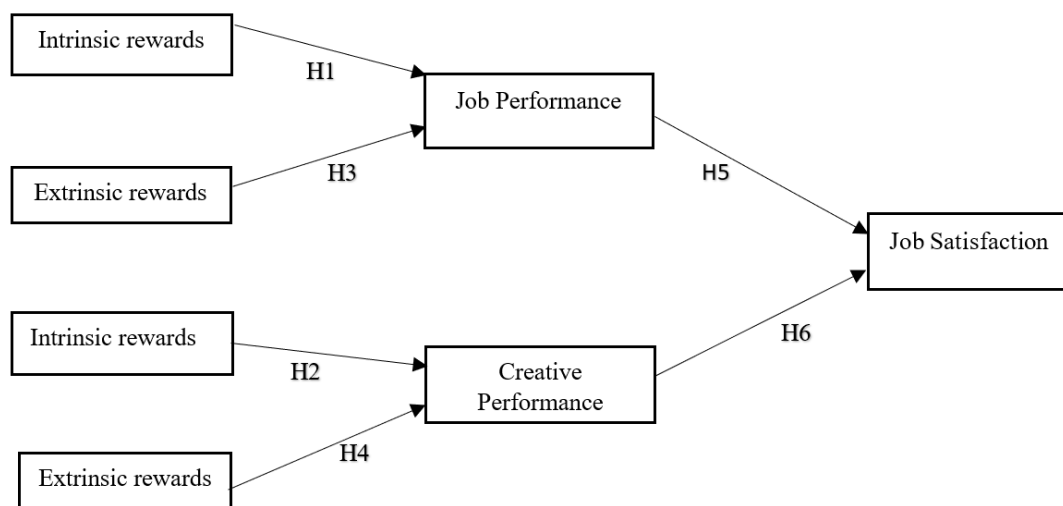 Intrinsic rewards
H1
Job Performance
H3
Extrinsic rewards
H5
Job Satisfaction
Intrinsic rewards
H2
Creative
Performance
H6
H4
Extrinsic rewards